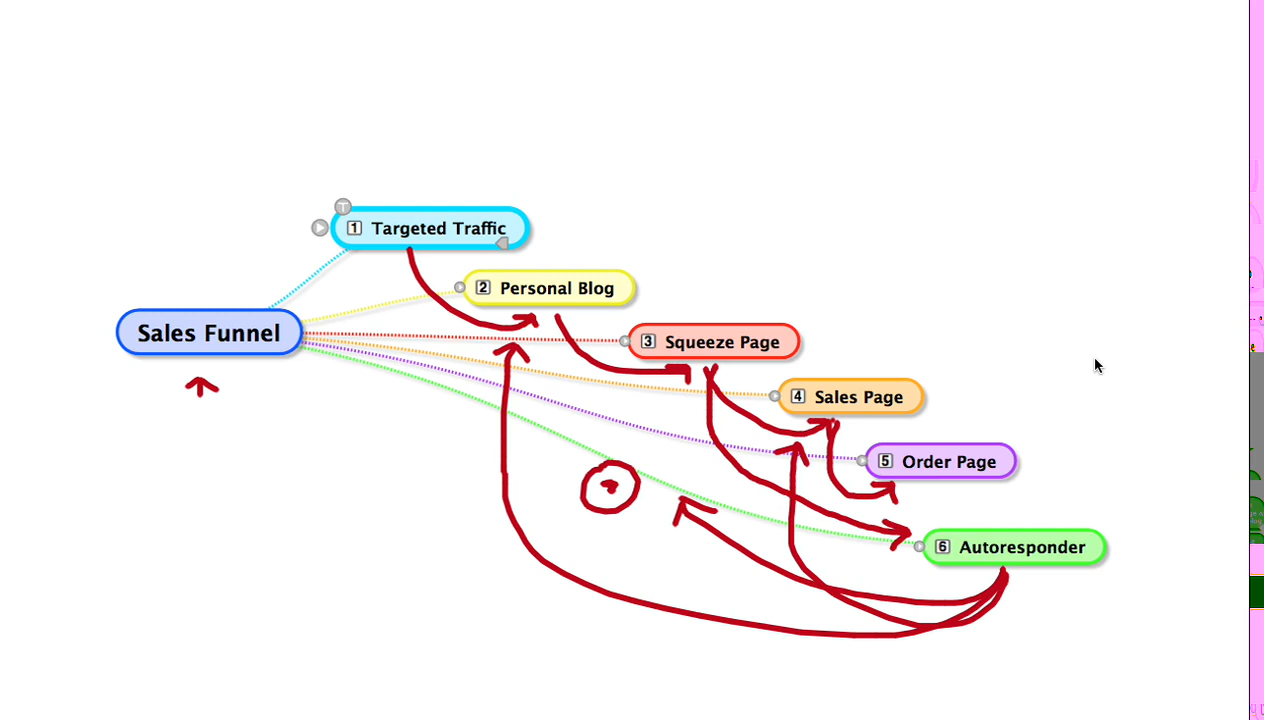 1 Targeted Traffic
2 Personal Blog
Sales Funnel
3 Squeeze Page
4 Sales Page
5 Order Page
6 Autoresponder